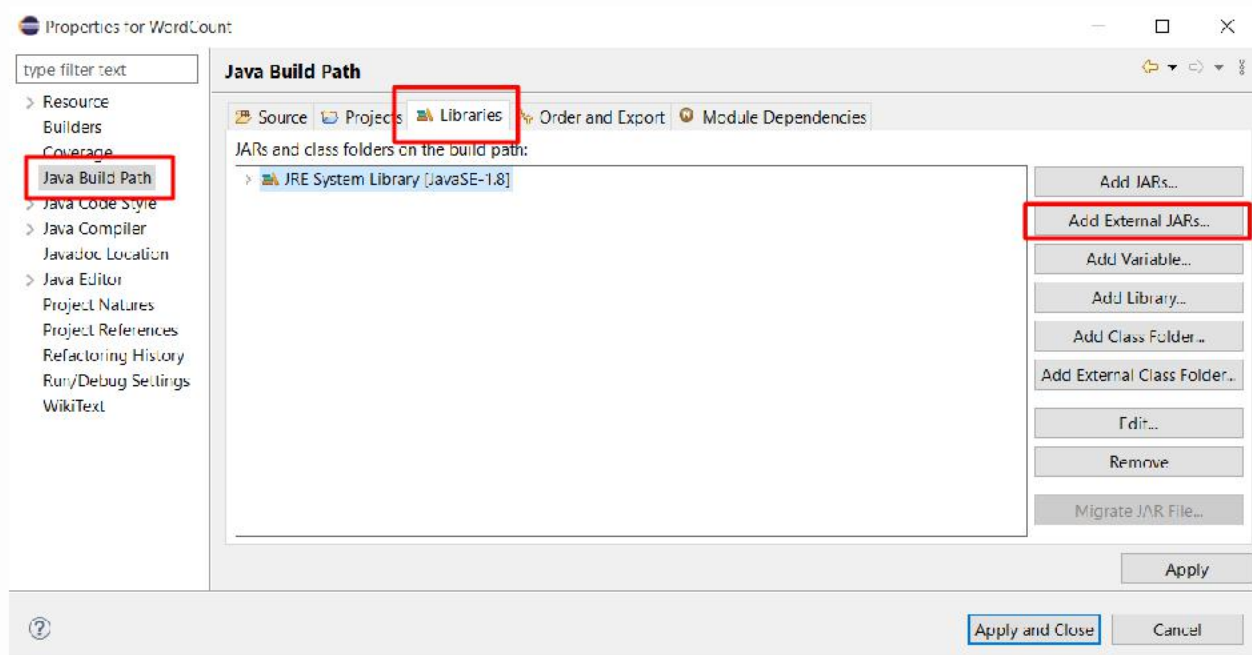 Properties for WordCount
type filter text
Resource
Builders
Coverage
Java Build Path
Java Code Style
Java Compiler
Javadoc Location
Java Editor
Project Natures
Project References
Refactoring History
Run/Debug Settings
WikiText
Java Build Path
Source Projects Libraries Order and Export Module Dependencies
JARs and class folders on the build path:
JRE System Library [JavaSE-1.8]
Add JARs...
Add External JARs...
Add Variable...
Add Library...
Add Class Folder...
Add External Class Folder...
Edit...
Remove
Migrate JAR File...
Apply
?
Apply and Close Cancel